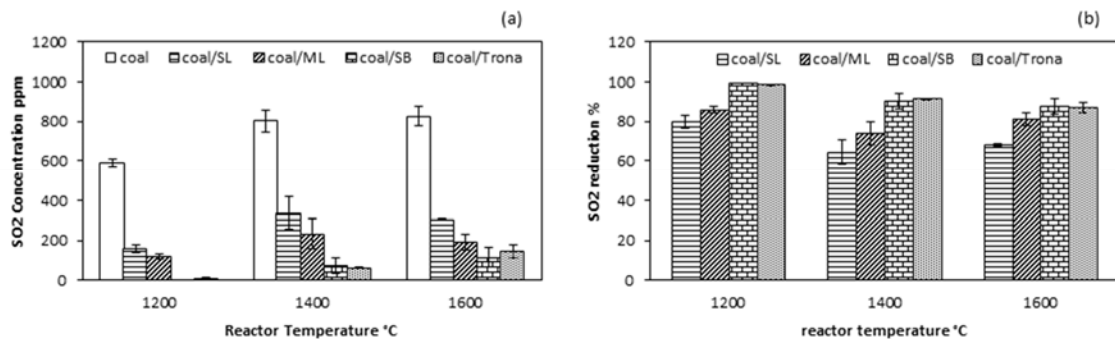 (a)
1200
1000
800
600
400
200
0
SO2 Concentration ppm
coal coal/SL coal/ML coal/SB coal/Trona
1200 1400 1600
Reactor Temperature °C
(b)
120
100
80
60
40
20
0
SO2 reduction %
coal/SL coal/ML coal/SB coal/Trona
1200 1400 1600
reactor temperature °C